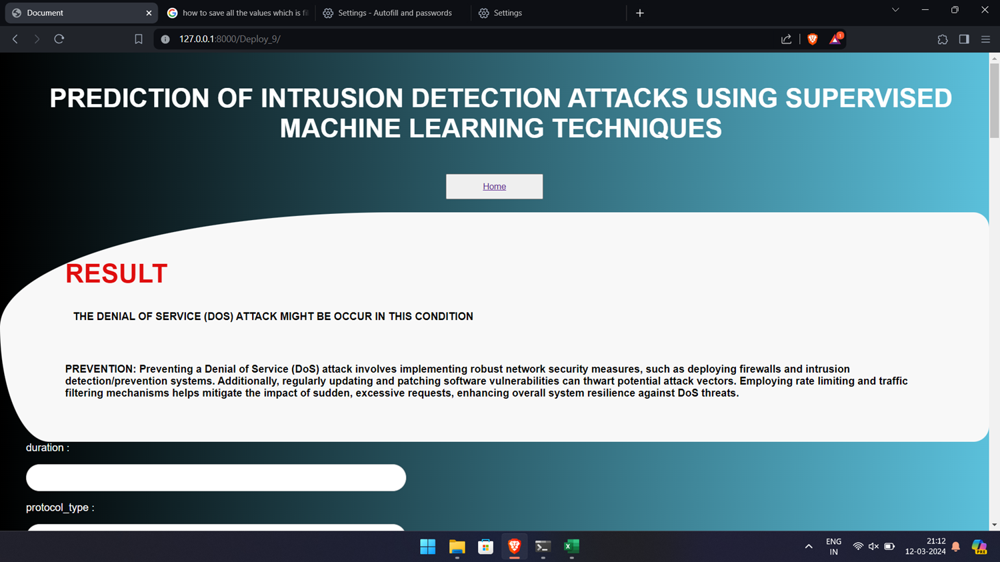 Document
how to save all the values which is fi
Settings - Autofill and passwords
Settings
127.0.0.1:8000/Deploy_9/
1
PREDICTION OF INTRUSION DETECTION ATTACKS USING SUPERVISED
MACHINE LEARNING TECHNIQUES
Home
RESULT
THE DENIAL OF SERVICE (DOS) ATTACK MIGHT BE OCCUR IN THIS CONDITION
PREVENTION: Preventing a Denial of Service (DoS) attack involves implementing robust network security measures, such as deploying firewalls and intrusion
detection/prevention systems. Additionally, regularly updating and patching software vulnerabilities can thwart potential attack vectors. Employing rate limiting and traffic
filtering mechanisms helps mitigate the impact of sudden, excessive requests, enhancing overall system resilience against DoS threats.
duration :
protocol_type :
ENG
IN
21:12
12-03-2024
PRE